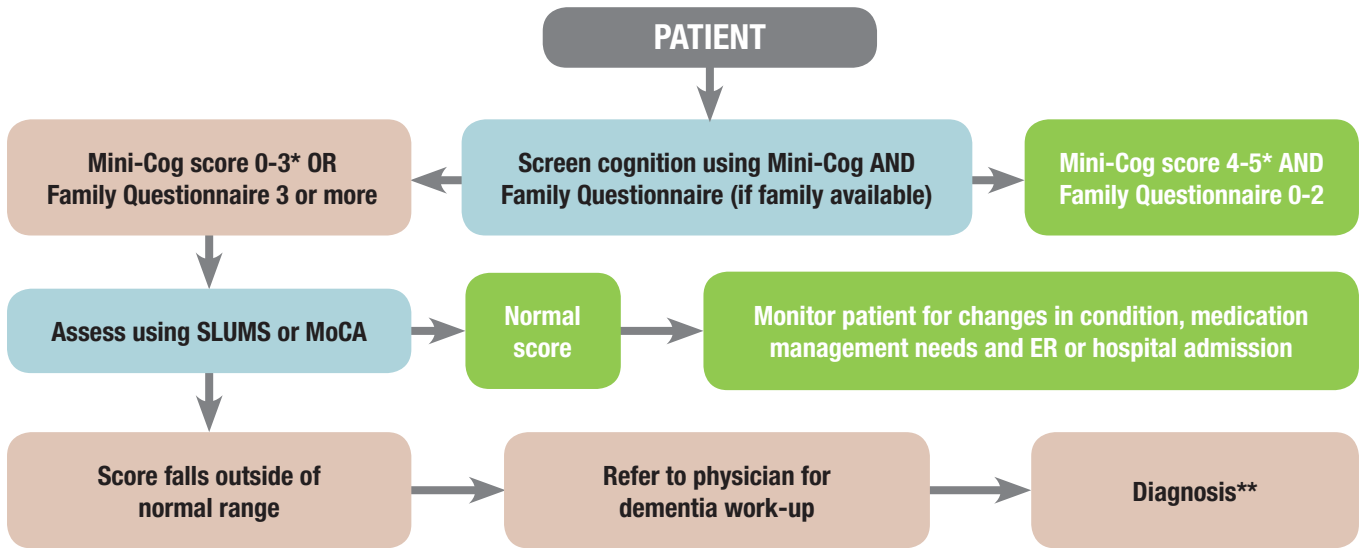 PATIENT
Mini-Cog score 0-3* OR
Family Questionnaire 3 or more
Screen cognition using Mini-Cog AND
Family Questionnaire (if family available)
Mini-Cog score 4-5* AND
Family Questionnaire 0-2
Assess using SLUMS or MoCA
Normal
score
Monitor patient for changes in condition, medication
management needs and ER or hospital admission
Score falls outside of
normal range
Refer to physician for
dementia work-up
Diagnosis**